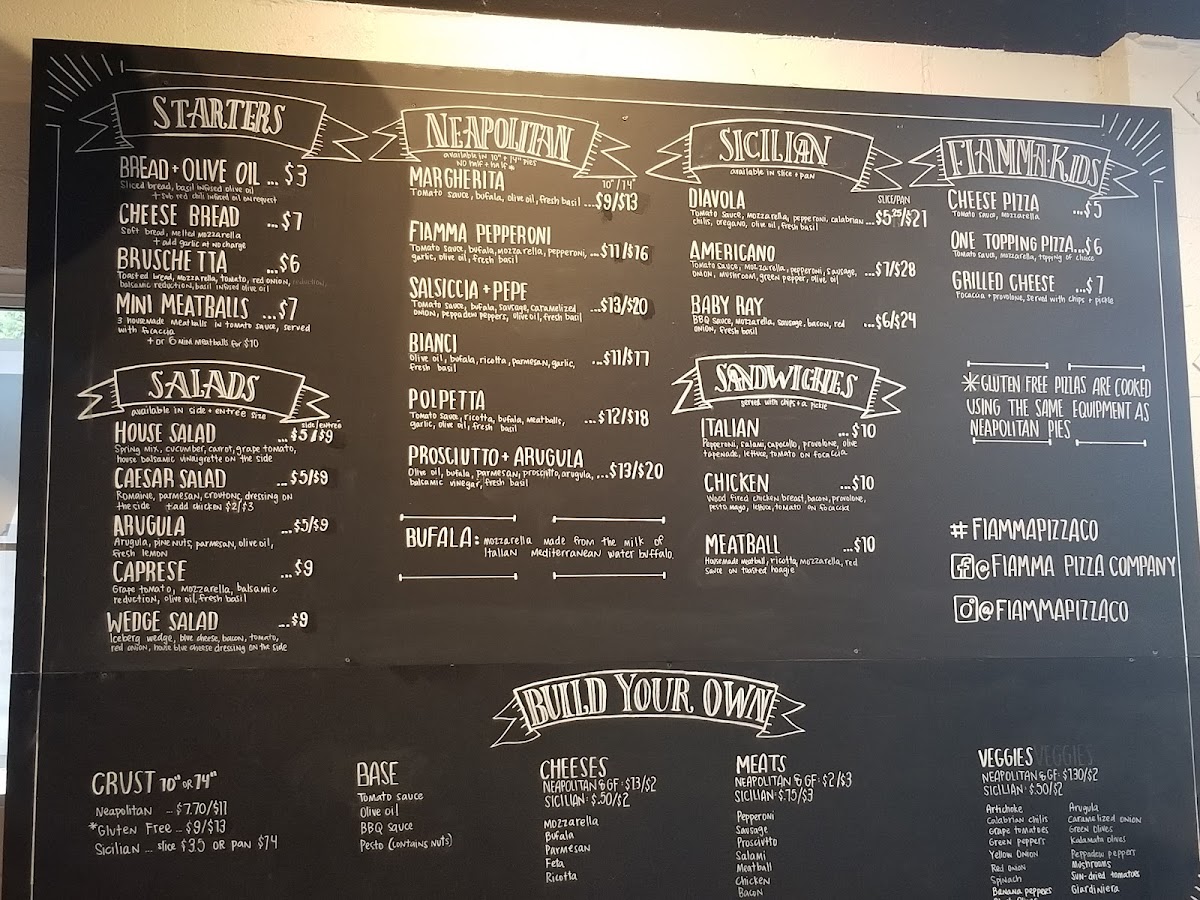 STARTERS
BREAD + OLIVE OIL ... $3
Sliced bread, basil infused olive oil
+ sub red chili infused oil on request
CHEESE BREAD ... $7
Soft bread, melted mozzarella
+ add garlic at no charge
BRUSCHETTA ... $6
Toasted bread, mozzarella, tomato, red onion, reduction,
balsamic reduction, basil infused olive oil
MINI MEATBALLS ... $7
3 housemade meatballs in tomato sauce, served
with focaccia
+ or 6 mini meatballs for $10
SALADS
available in side + entrée size
side/entrée
HOUSE SALAD ... $5/$9
Spring mix, cucumber, carrot, grape tomato,
house balsamic vinaigrette on the side
CAESAR SALAD ... $5/$9
Romaine, parmesan, croutons, dressing on
the side +add chicken $2/$3
ARUGULA ... $5/$9
Arugula, pine nuts, parmesan, olive oil,
fresh lemon
CAPRESE ... $9
Grape tomato, mozzarella, balsamic
reduction, olive oil, fresh basil
WEDGE SALAD ... $9
Iceberg wedge, blue cheese, bacon, tomato,
red onion, house blue cheese dressing on the side
NEAPOLITAN
available in 10" + 14" pies
NO half + half *
10"/14"
MARGHERITA
Tomato sauce, bufala, olive oil, fresh basil ... $9/$13
FIAMMA PEPPERONI
Tomato sauce, bufala, mozzarella, pepperoni, ... $11/$16
garlic, olive oil, fresh basil
SALSICCIA + PEPE
Tomato sauce, bufala, sausage, caramelized ... $13/$20
onion, peppadew peppers, olive oil, fresh basil
BIANCI
Olive oil, bufala, ricotta, parmesan, garlic, ... $11/$17
fresh basil
POLPETTA
Tomato sauce, ricotta, bufala, meatballs, ... $12/$18
garlic, olive oil, fresh basil
PROSCIUTTO + ARUGULA
Olive oil, bufala, parmesan, prosciutto, arugula, ... $13/$20
balsamic vinegar, fresh basil
BUFALA: mozzarella made from the milk of
Italian Mediterranean water buffalo.
SICILIAN
available in slice + pan
SLICE/PAN
DIAVOLA
Tomato sauce, mozzarella, pepperoni, calabrian ... $5.25/$21
chilis, oregano, olive oil, fresh basil
AMERICANO
Tomato sauce, mozzarella, pepperoni, sausage, ... $7/$28
onion, mushroom, green pepper, olive oil
BABY RAY
BBQ sauce, mozzarella, sausage, bacon, red ... $6/$24
onion, fresh basil
SANDWICHES
served with chips + a pickle
ITALIAN ... $10
Pepperoni, salami, capocollo, provolone, olive
tapenade, lettuce, tomato on focaccia
CHICKEN ... $10
Wood fired chicken breast, bacon, provolone,
pesto mayo, lettuce, tomato on focaccia
MEATBALL ... $10
Housemade meatball, ricotta, mozzarella, red
sauce on toasted hoagie
FIAMMA KIDS
CHEESE PIZZA ... $5
Tomato sauce, mozzarella
ONE TOPPING PIZZA ... $6
Tomato sauce, mozzarella, topping of choice
GRILLED CHEESE ... $7
Focaccia + provolone, served with chips + pickle
* GLUTEN FREE PIZZAS ARE COOKED
USING THE SAME EQUIPMENT AS
NEAPOLITAN PIES
# FIAMMAPIZZACO
f @FIAMMA PIZZA COMPANY
@FIAMMAPIZZACO
BUILD YOUR OWN
CRUST 10" OR 14"
Neapolitan ... $7.70/$11
*Gluten Free ... $9/$13
Sicilian ... slice $3.5 OR PAN $14
BASE
Tomato sauce
Olive oil
BBQ sauce
Pesto (contains nuts)
CHEESES
NEAPOLITAN & GF: $1.3/$2
SICILIAN: $.50/$2
Mozzarella
Bufala
Parmesan
Feta
Ricotta
MEATS
NEAPOLITAN & GF: $2/$3
SICILIAN: $.75/$3
Pepperoni
Sausage
Prosciutto
Salami
Meatball
Chicken
Bacon
VEGGIES VEGGIES
NEAPOLITAN & GF: $1.30/$2
SICILIAN: $.50/$2
Artichoke
Calabrian chilis
Grape tomatoes
Green peppers
Yellow onion
Red onion
Spinach
Banana peppers
Arugula
Caramelized onion
Green olives
Kalamata olives
Peppadew peppers
Mushrooms
Sun-dried tomatoes
Giardiniera